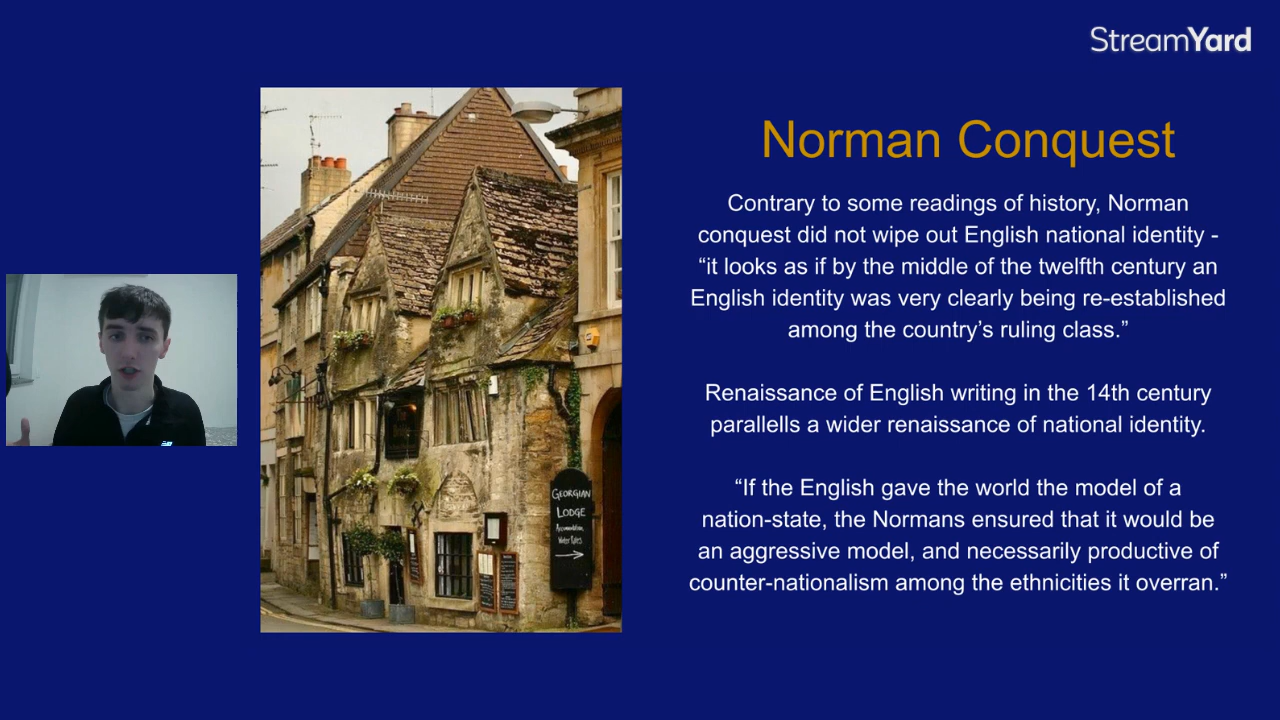 StreamYard
Norman Conquest
Contrary to some readings of history, Norman
conquest did not wipe out English national identity -
“it looks as if by the middle of the twelfth century an
English identity was very clearly being re-established
among the country’s ruling class.”
Renaissance of English writing in the 14th century
parallells a wider renaissance of national identity.
“If the English gave the world the model of a
nation-state, the Normans ensured that it would be
an aggressive model, and necessarily productive of
counter-nationalism among the ethnicities it overran.”
GEORGIAN
LODGE